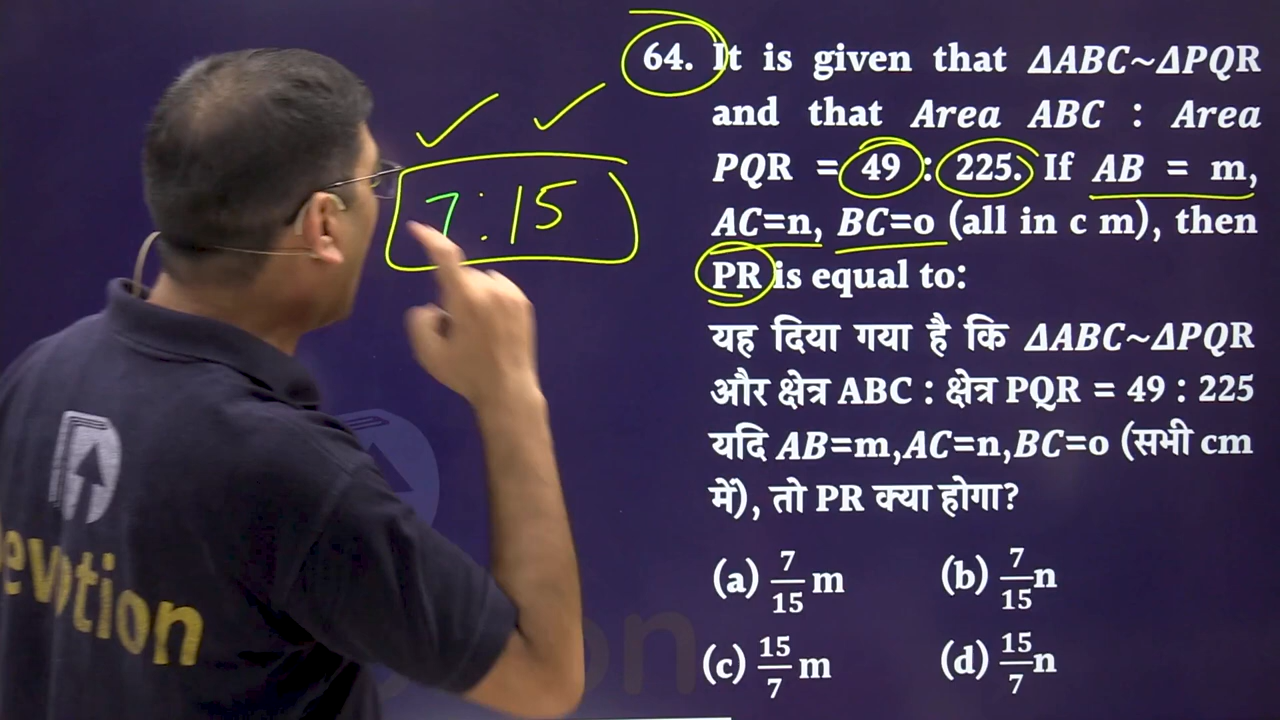 64. It is given that ΔABC~ΔPQR
and that Area ABC : Area
PQR = 49 : 225. If AB = m,
AC=n, BC=o (all in c m), then
PR is equal to:
यह दिया गया है कि ΔABC~ΔPQR
और क्षेत्र ABC : क्षेत्र PQR = 49 : 225
यदि AB=m,AC=n,BC=o (सभी cm
में), तो PR क्या होगा?
(a) 7/15 m (b) 7/15 n
(c) 15/7 m (d) 15/7 n
7:15
evotion